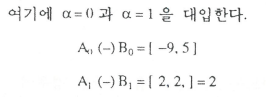 여기에 α=0 과 α=1 을 대입한다.
A₀ (−) B₀ = [ −9, 5 ]
A₁ (−) B₁ = [ 2, 2, ] = 2